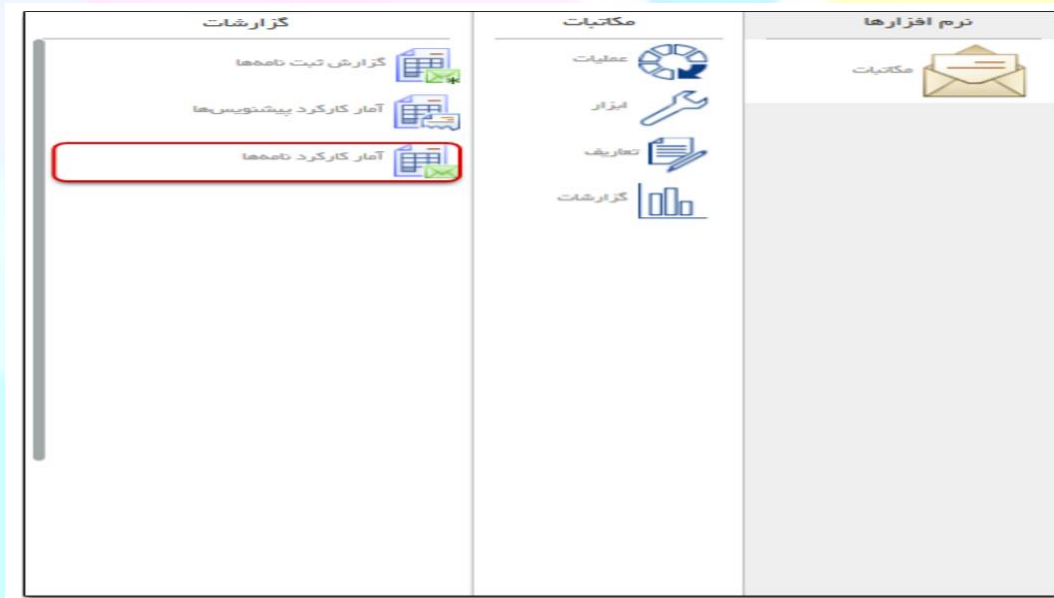 نرم افزارها
مکاتبات
مکاتبات
عملیات
ابزار
تعاریف
گزارشات
گزارشات
گزارش ثبت نامه‌ها
آمار کارکرد پیشنویس‌ها
آمار کارکرد نامه‌ها